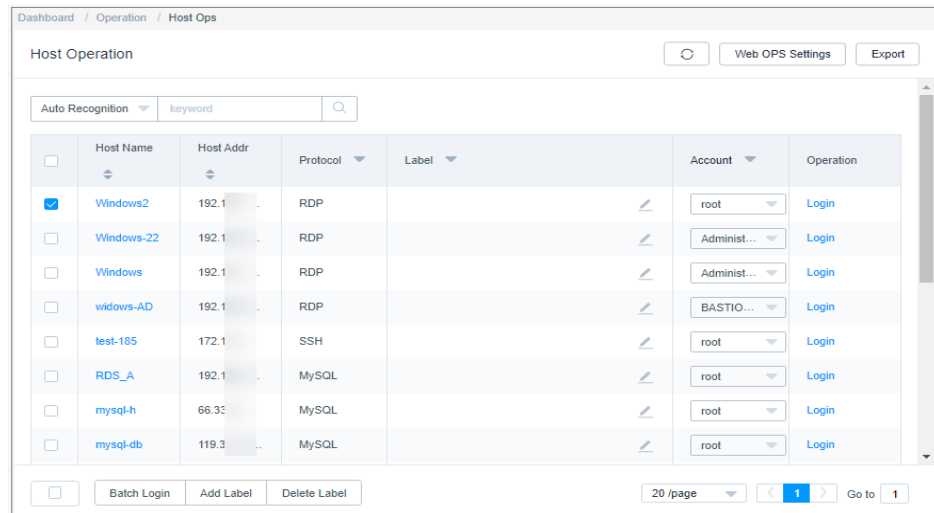 Dashboard / Operation / Host Ops
Host Operation
Web OPS Settings
Export
Auto Recognition
keyword
Host Name
Host Addr
Protocol
Label
Account
Operation
Windows2 192.1 RDP root Login
Windows-22 192.1 RDP Administ... Login
Windows 192.1 RDP Administ... Login
widows-AD 192.1 RDP BASTIO... Login
test-185 172.1 SSH root Login
RDS_A 192.1 MySQL root Login
mysql-h 66.33 MySQL root Login
mysql-db 119.3 .. MySQL root Login
Batch Login Add Label Delete Label 20 /page < 1 > Go to 1